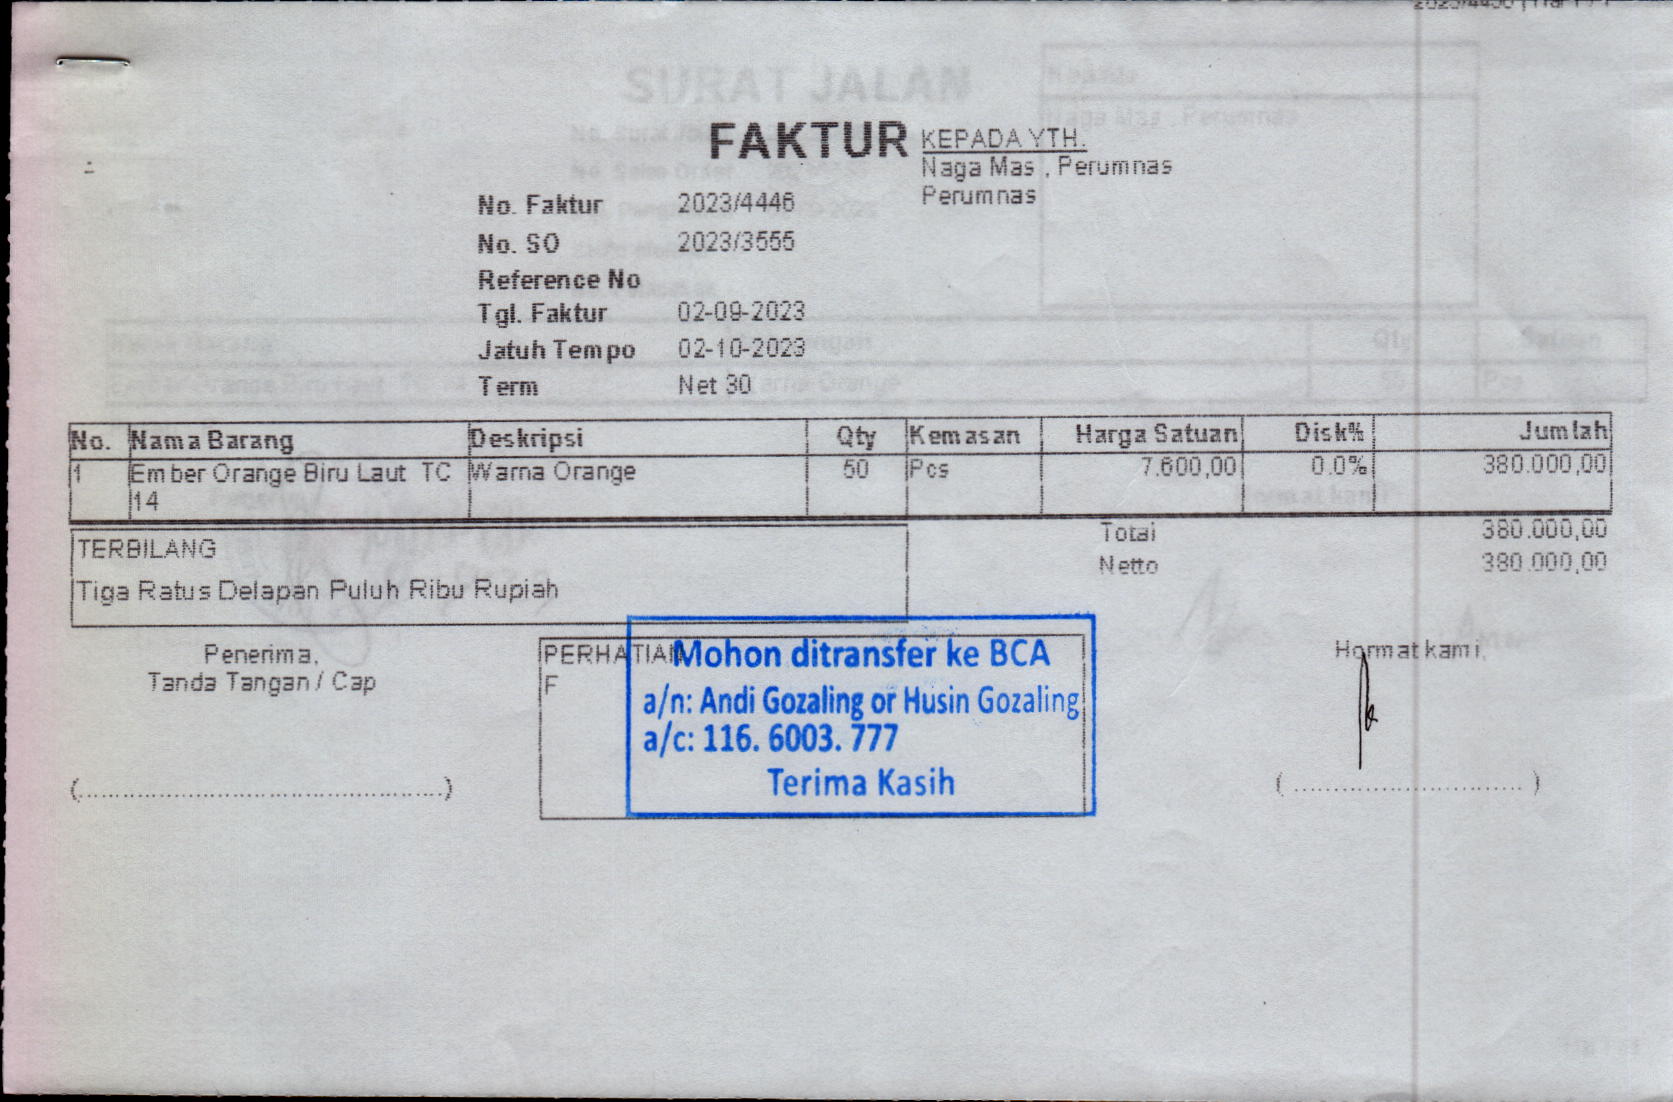 SURAT JALAN
FAKTUR
KEPADA YTH.
Naga Mas , Perumnas
Perumnas
No. Faktur 2023/4446
No. SO 2023/3555
Reference No
Tgl. Faktur 02-09-2023
Jatuh Tempo 02-10-2023
Term Net 30
No. Nama Barang Deskripsi Qty Kemasan Harga Satuan Disk% Jumlah
1 Ember Orange Biru Laut TC Warna Orange 50 Pcs 7.600,00 0.0% 380.000,00
14
Total 380.000,00
Netto 380.000,00
TERBILANG
Tiga Ratus Delapan Puluh Ribu Rupiah
Penerima,
Tanda Tangan / Cap
PERHATIAN
F
Mohon ditransfer ke BCA
a/n: Andi Gozaling or Husin Gozaling
a/c: 116. 6003. 777
Terima Kasih
Hormat kami,